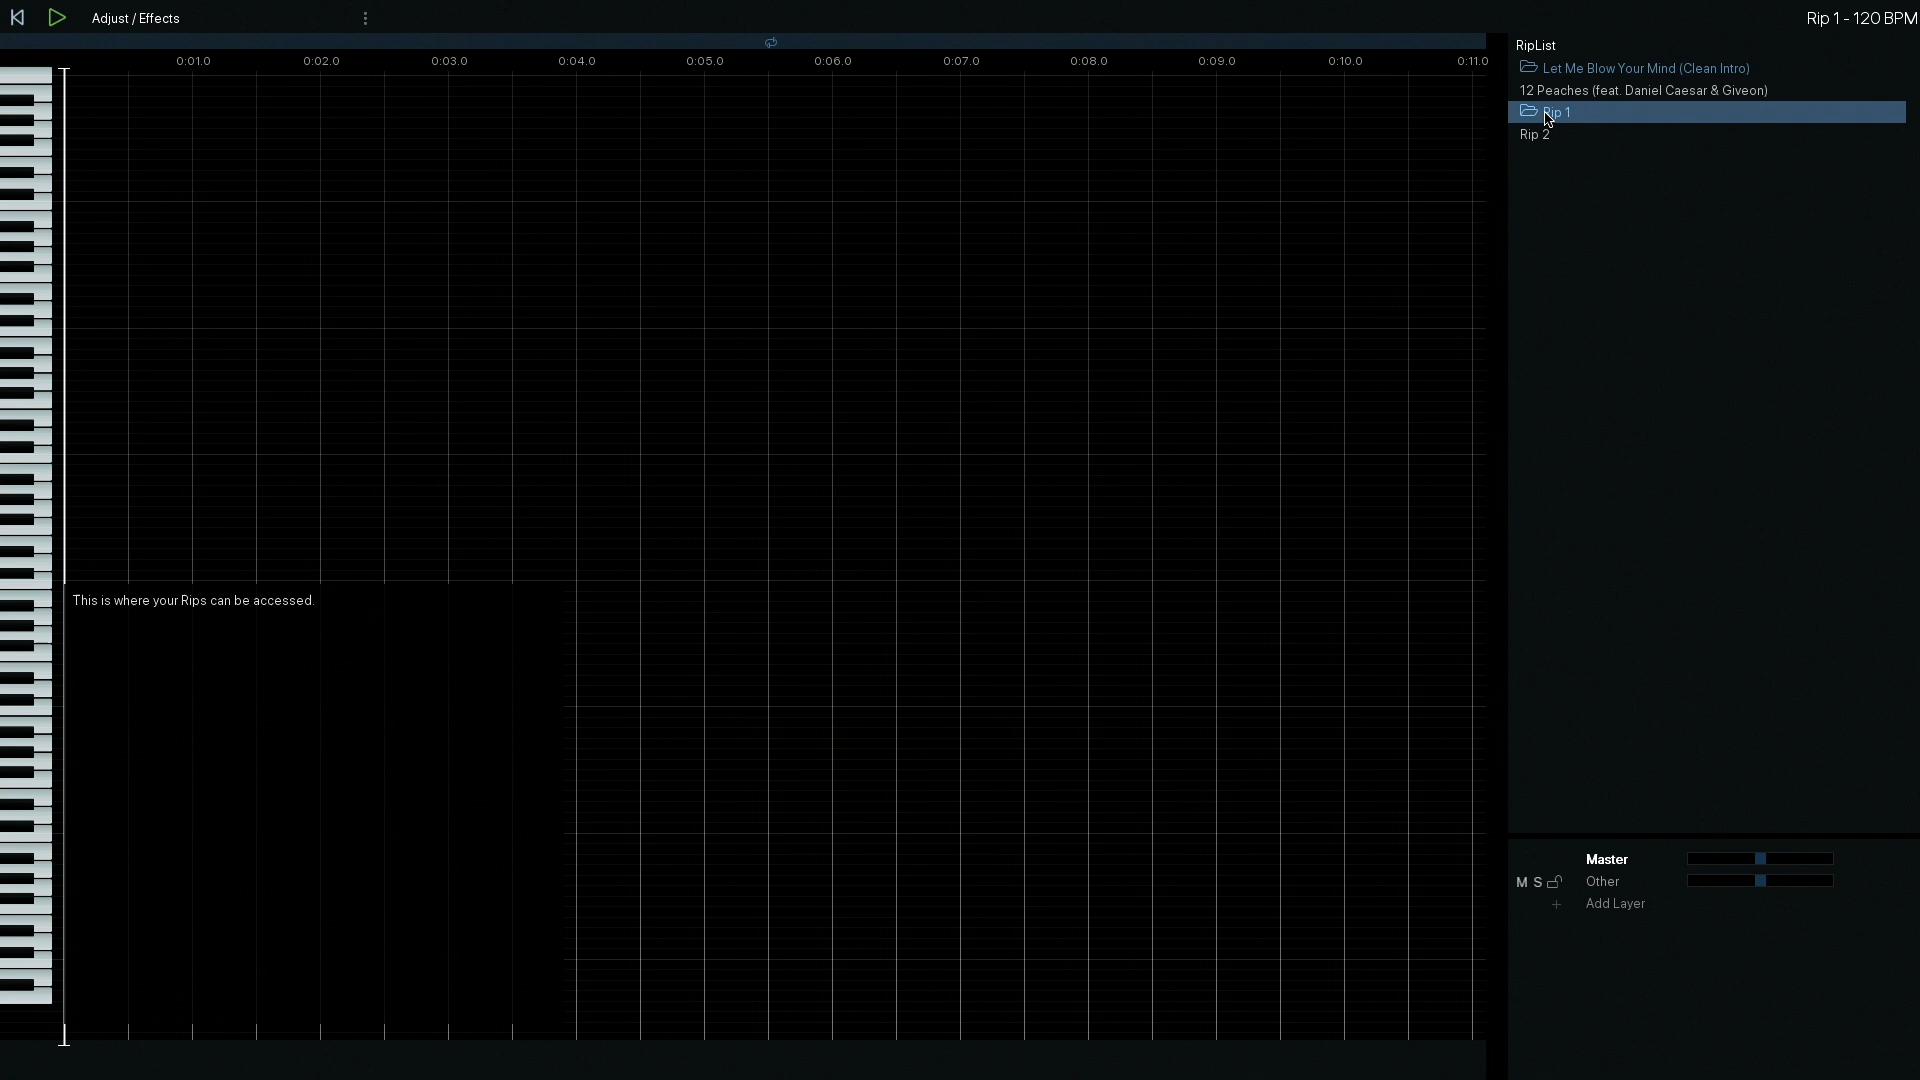 Adjust / Effects
Rip 1 - 120 BPM
0:01.0 0:02.0 0:03.0 0:04.0 0:05.0 0:06.0 0:07.0 0:08.0 0:09.0 0:10.0 0:11.0
RipList
Let Me Blow Your Mind (Clean Intro)
12 Peaches (feat. Daniel Caesar & Giveon)
Rip 1
Rip 2
This is where your Rips can be accessed.
Master
M S Other
+ Add Layer